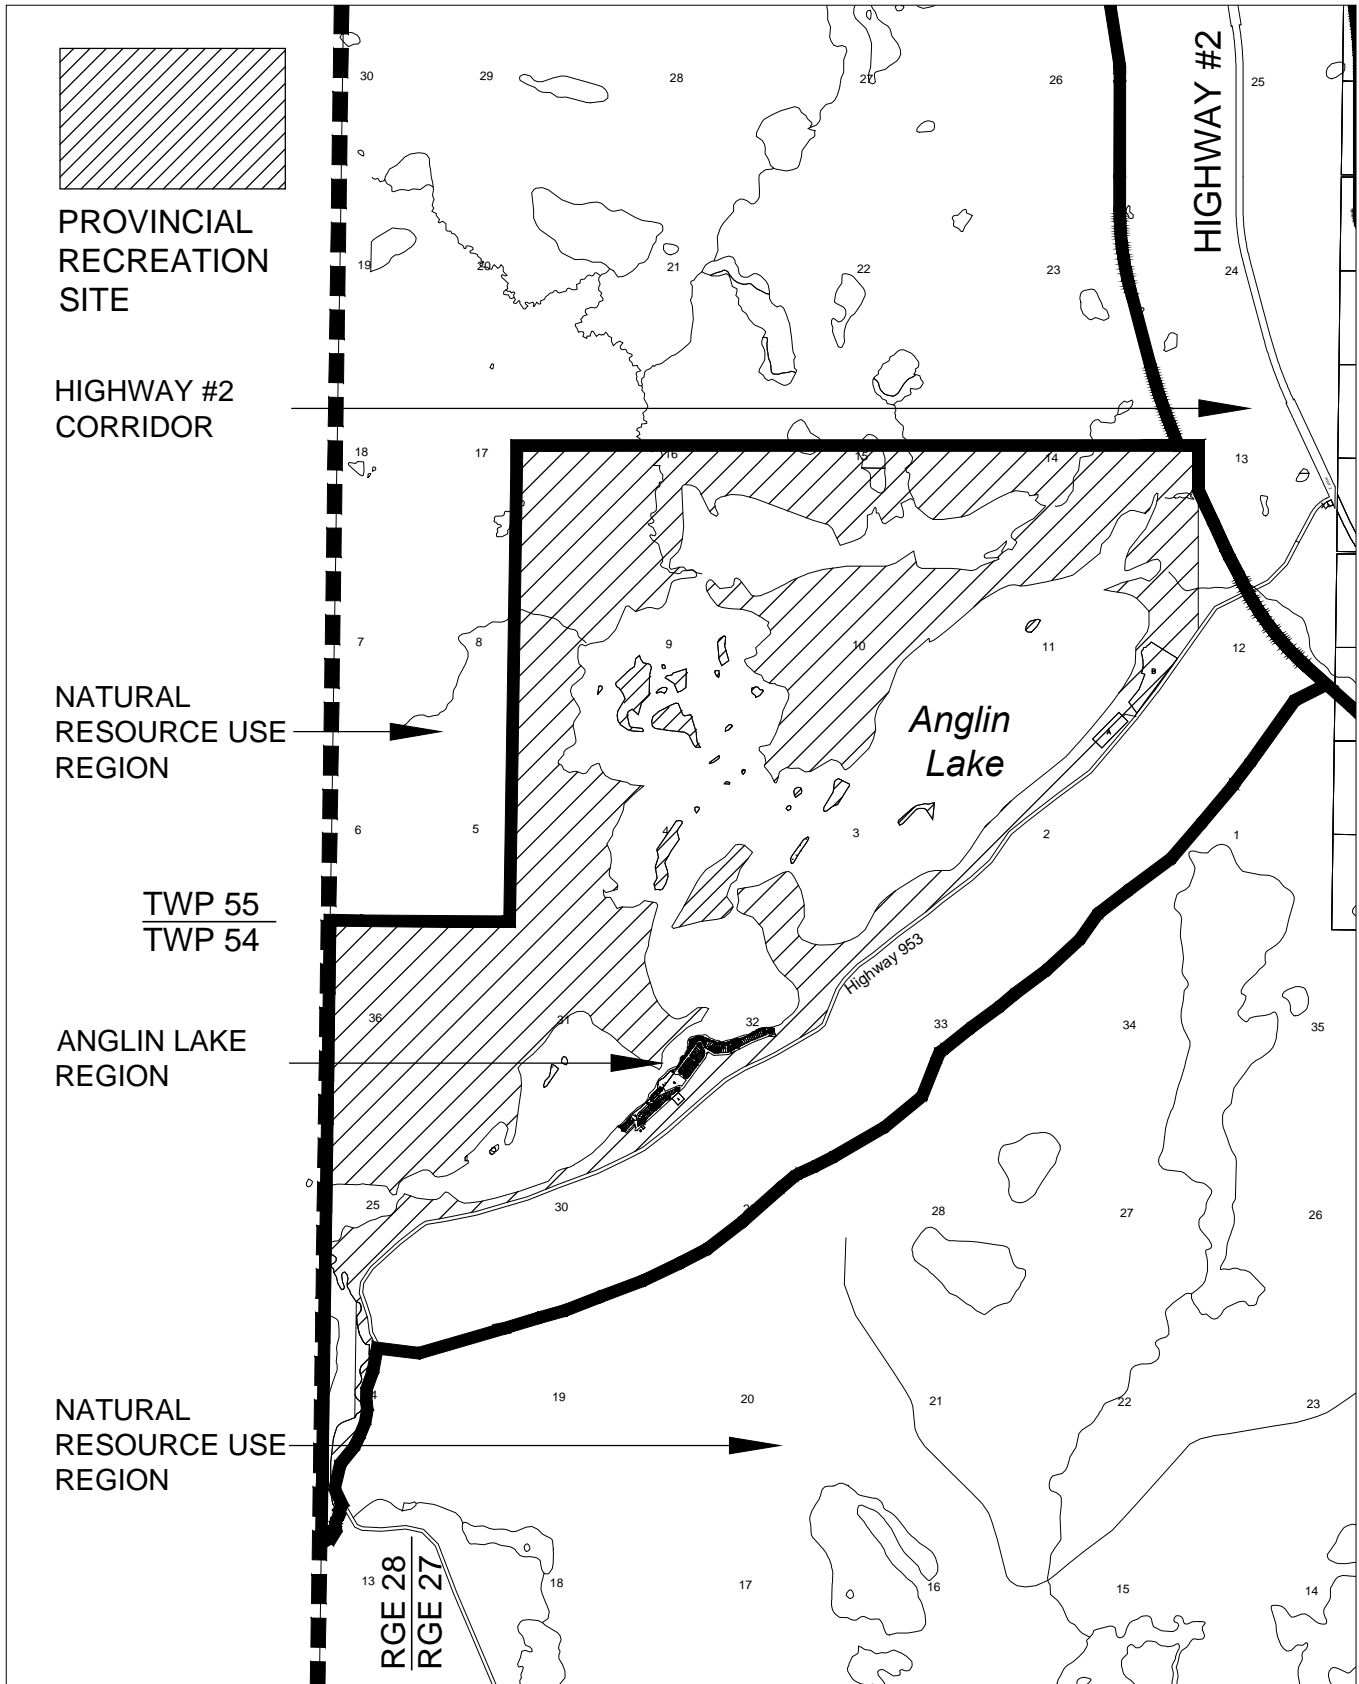 30 29 28 27 26 25
HIGHWAY #2
PROVINCIAL
RECREATION
SITE
19 20 21 22 23 24
HIGHWAY #2
CORRIDOR
18 17 16 15 14 13
7 8 9 10 11 12
NATURAL
RESOURCE USE
REGION
Anglin
Lake
6 5 4 3 2 1
TWP 55
TWP 54
Highway 953
36 31 32 33 34 35
ANGLIN LAKE
REGION
25 30 28 27 26
19 20 21 22 23
NATURAL
RESOURCE USE
REGION
13 18 17 16 15 14
RGE 28
RGE 27